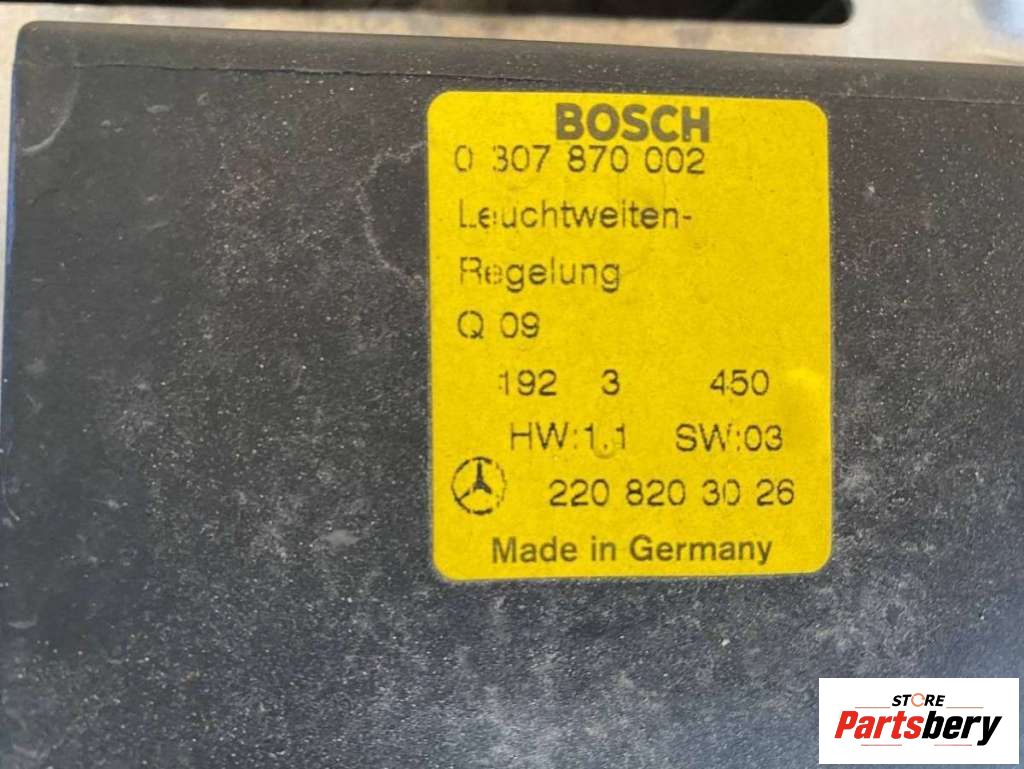 BOSCH
0 307 870 002
Leuchtweiten-
Regelung
Q 09
192 3 450
HW:1.1 SW:03
220 820 30 26
Made in Germany
STORE
Partsbery